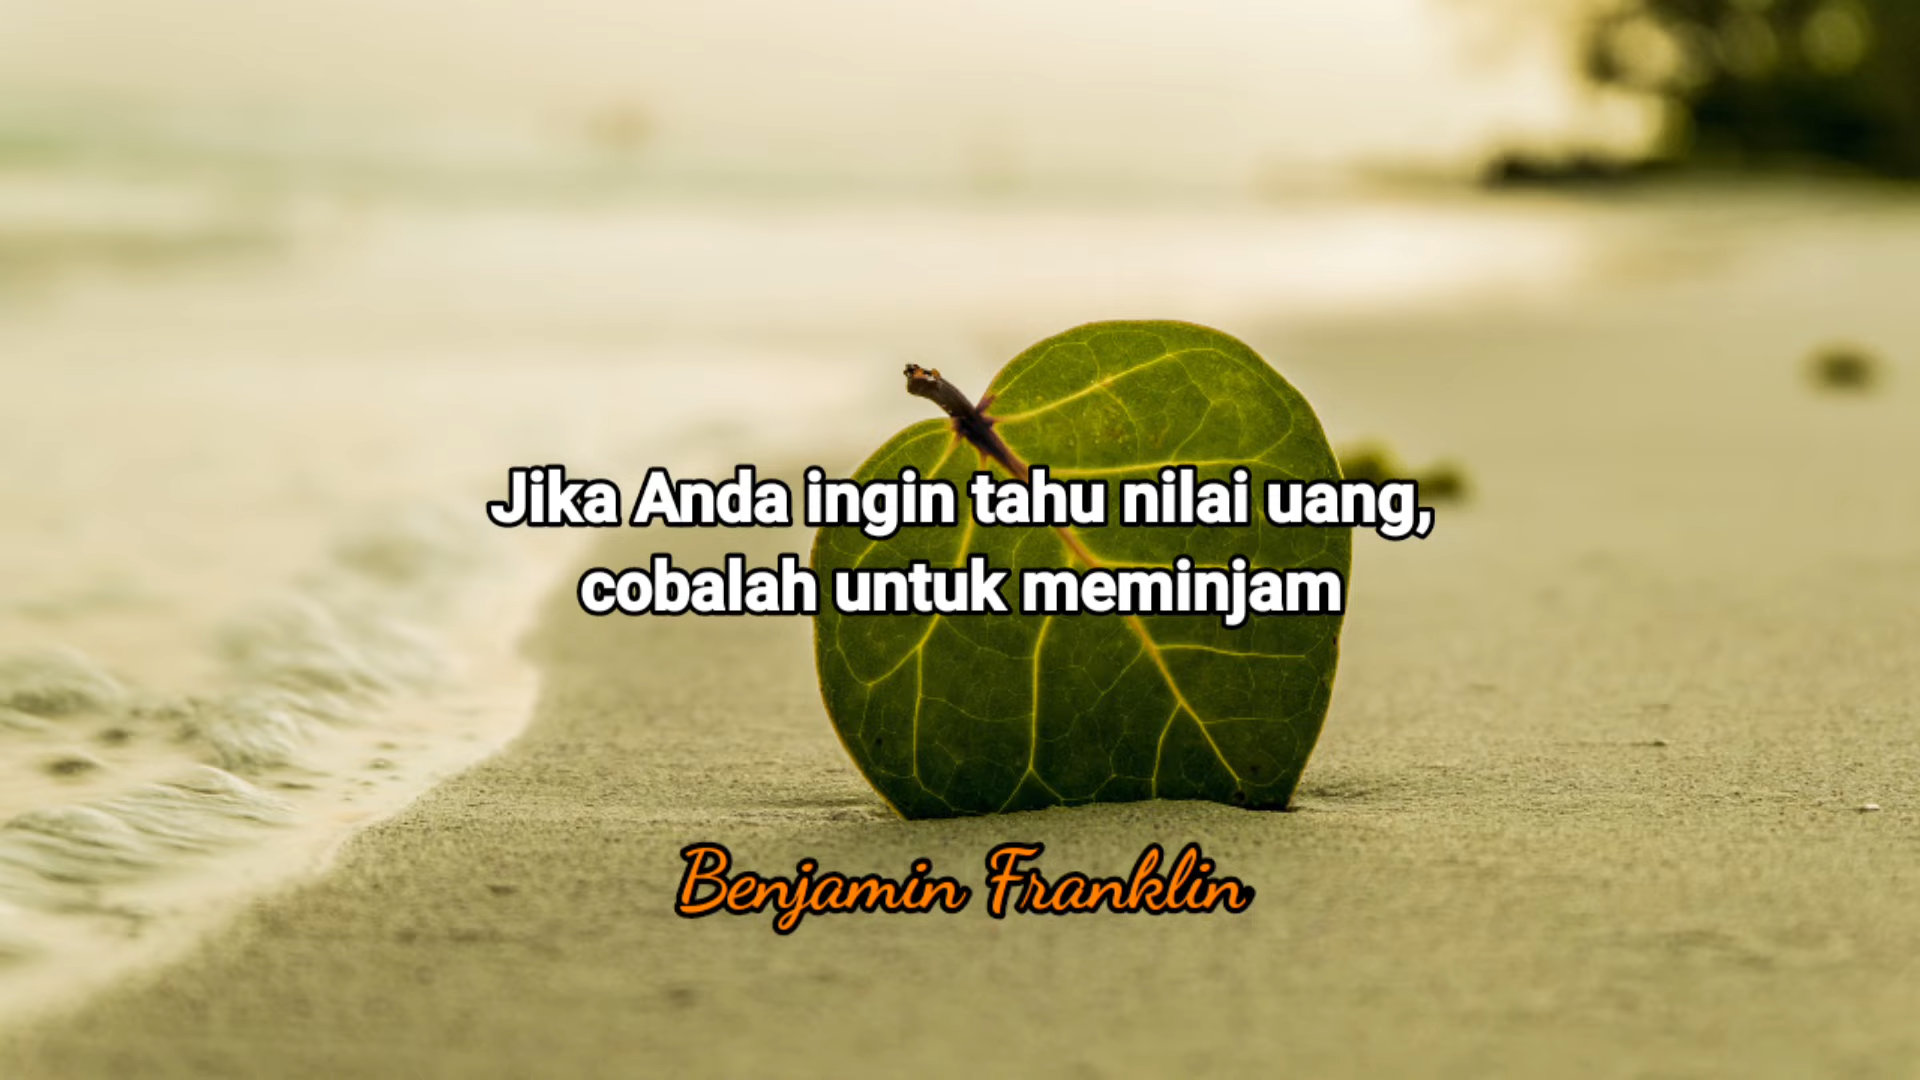 Jika Anda ingin tahu nilai uang,
cobalah untuk meminjam
Benjamin Franklin